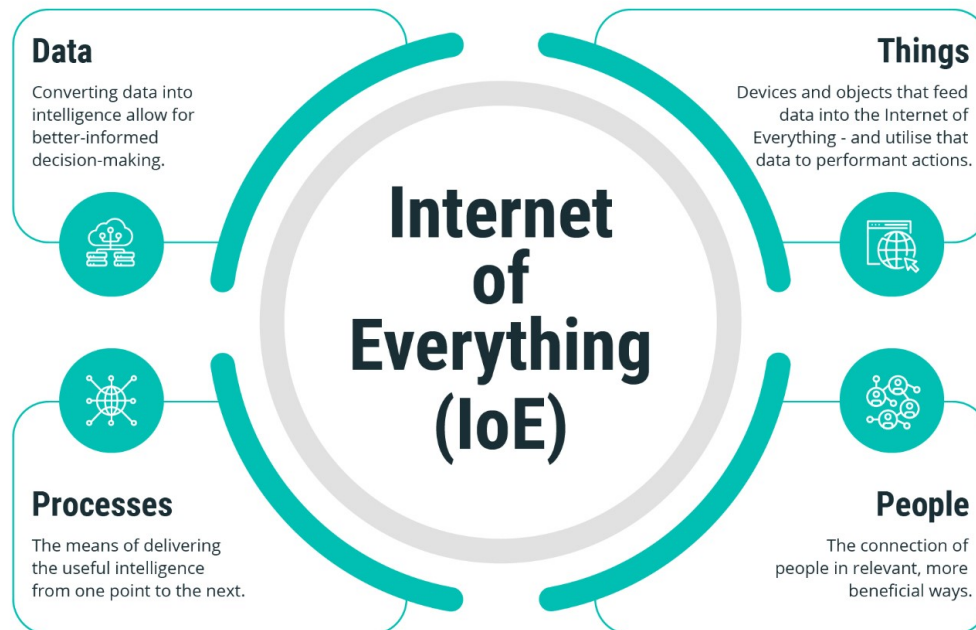 Data
Converting data into
intelligence allow for
better-informed
decision-making.
Things
Devices and objects that feed
data into the Internet of
Everything - and utilise that
data to performant actions.
Internet
of
Everything
(IoE)
Processes
The means of delivering
the useful intelligence
from one point to the next.
People
The connection of
people in relevant, more
beneficial ways.